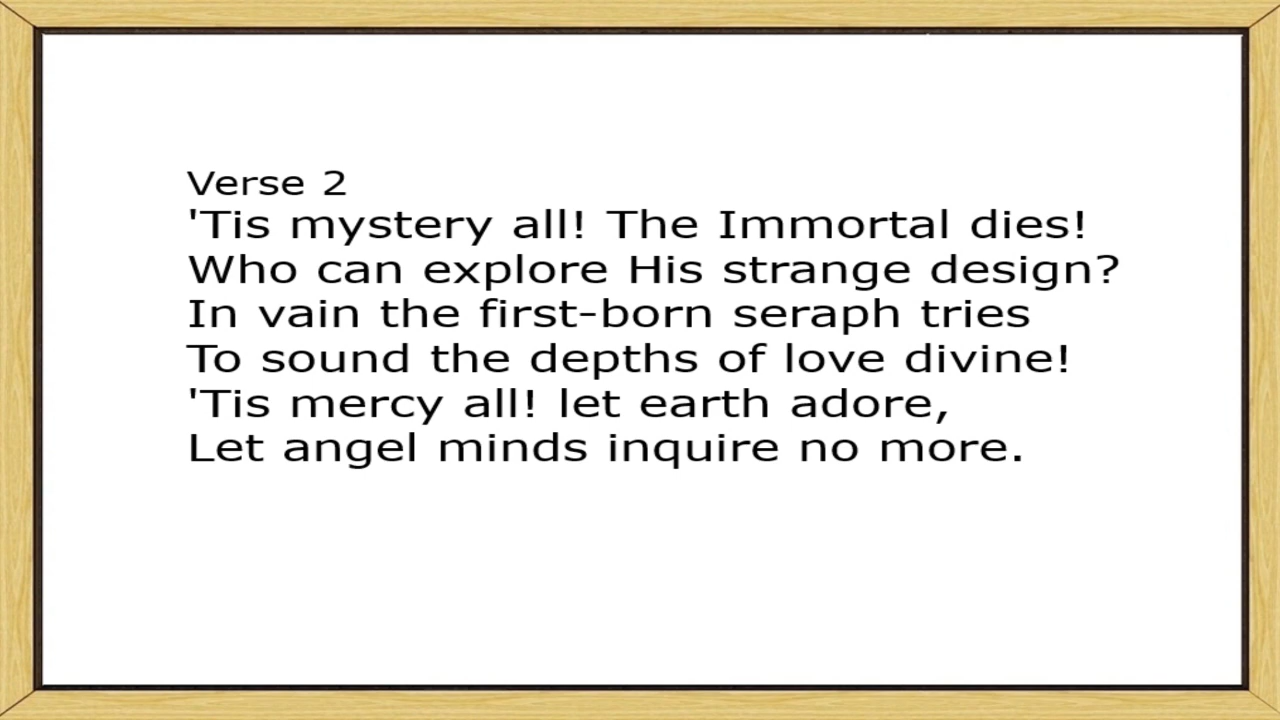 Verse 2
'Tis mystery all! The Immortal dies!
Who can explore His strange design?
In vain the first-born seraph tries
To sound the depths of love divine!
'Tis mercy all! let earth adore,
Let angel minds inquire no more.